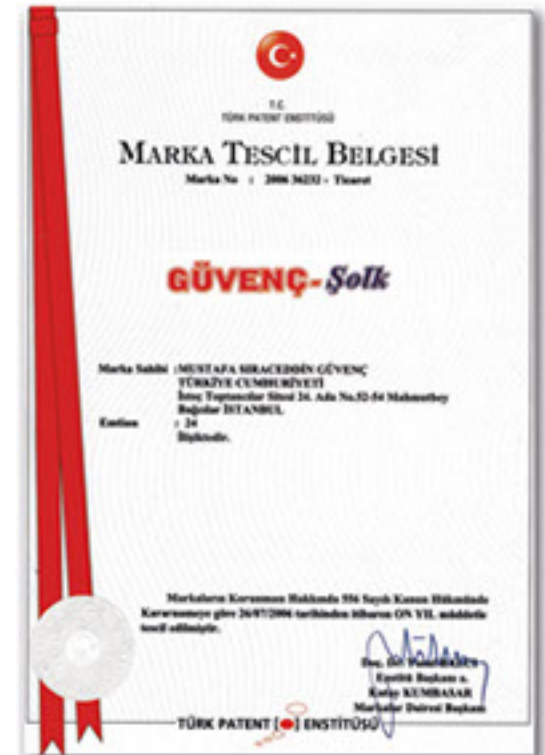 T.C.
TÜRK PATENT ENSTİTÜSÜ
MARKA TESCİL BELGESİ
Marka No : 2006 36232 - Ticaret
GÜVENÇ-Şolk
Marka Sahibi : MUSTAFA SIRACEDDİN GÜVENÇ
TÜRKİYE CUMHURİYETİ
İstoç Toptancılar Sitesi 24. Ada No.52-54 Mahmutbey
Bağcılar İSTANBUL
Emtiası : 24
İlişiktedir.
Markaların Korunması Hakkında 556 Sayılı Kanun Hükmünde
Kararnameye göre 26/07/2006 tarihinden itibaren ON YIL müddetle
tescil edilmiştir.
Doç. Dr.
Enstitü Başkanı a.
KUMBASAR
Markalar Dairesi Başkanı
TÜRK PATENT ENSTİTÜSÜ